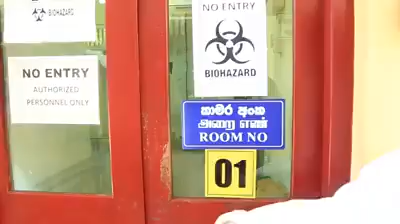 BIOHAZARD
NO ENTRY
AUTHORIZED
PERSONNEL ONLY
NO ENTRY
BIOHAZARD
කාමර අංක
அறை எண்
ROOM NO
01